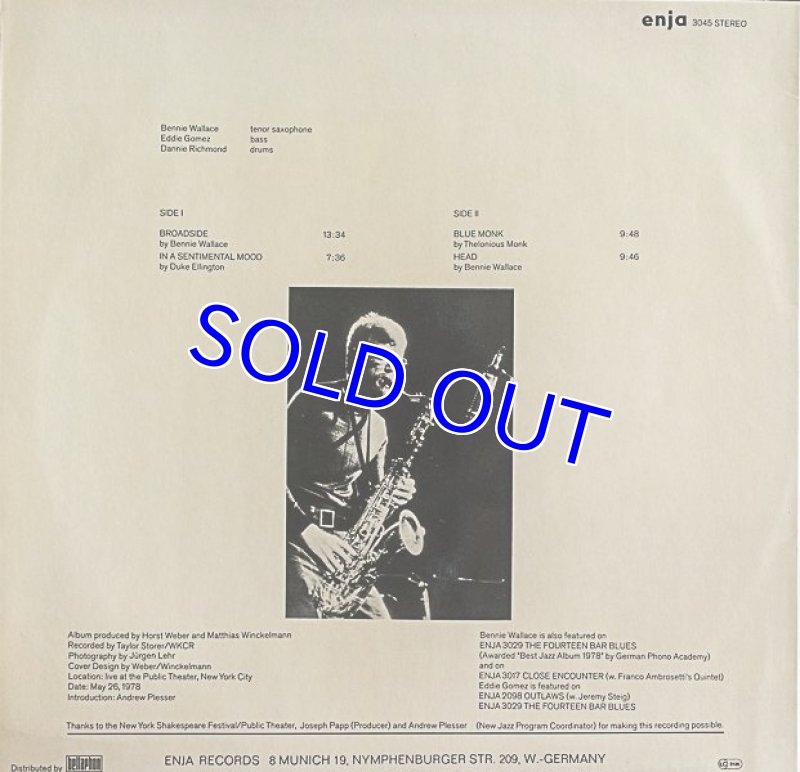 enja 3045 STEREO
Bennie Wallace tenor saxophone
Eddie Gomez bass
Dannie Richmond drums
SIDE I
BROADSIDE 13:34
by Bennie Wallace
IN A SENTIMENTAL MOOD 7:36
by Duke Ellington
SIDE II
BLUE MONK 9:48
by Thelonious Monk
HEAD 9:46
by Bennie Wallace
SOLD OUT
Album produced by Horst Weber and Matthias Winckelmann
Recorded by Taylor Storer/WKCR
Photography by Jürgen Lehr
Cover Design by Weber/Winckelmann
Location: live at the Public Theater, New York City
Date: May 26, 1978
Introduction: Andrew Plesser
Bennie Wallace is also featured on
ENJA 3029 THE FOURTEEN BAR BLUES
(Awarded "Best Jazz Album 1978" by German Phono Academy)
and on
ENJA 3017 CLOSE ENCOUNTER (w. Franco Ambrosetti's Quintet)
Eddie Gomez is featured on
ENJA 2098 OUTLAWS (w. Jeremy Steig)
ENJA 3029 THE FOURTEEN BAR BLUES
Thanks to the New York Shakespeare Festival/Public Theater, Joseph Papp (Producer) and Andrew Plesser (New Jazz Program Coordinator) for making this recording possible.
Distributed by bellaphon
ENJA RECORDS 8 MUNICH 19, NYMPHENBURGER STR. 209, W.-GERMANY